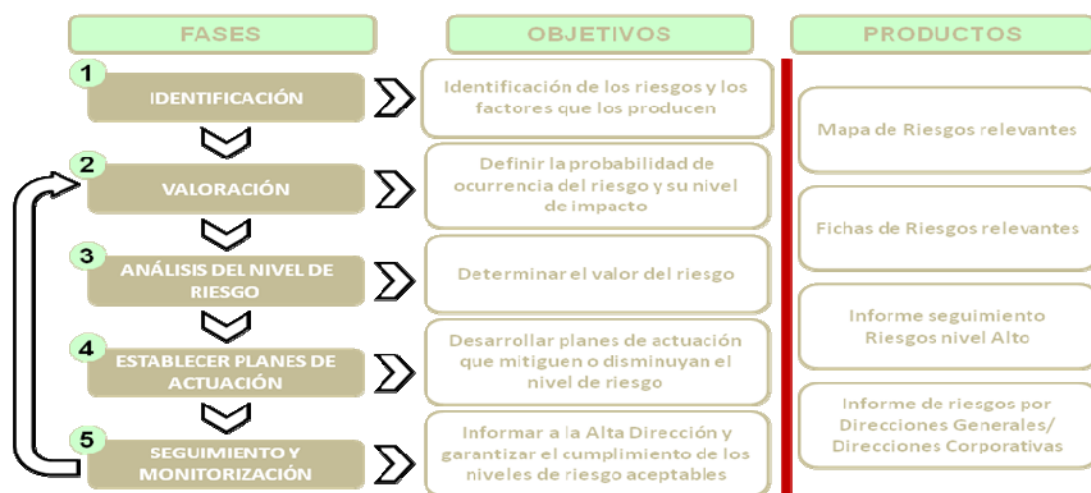 FASES
OBJETIVOS
PRODUCTOS
1
IDENTIFICACIÓN
Identificación de los riesgos y los
factores que los producen
2
VALORACIÓN
Definir la probabilidad de
ocurrencia del riesgo y su nivel
de impacto
3
ANÁLISIS DEL NIVEL DE
RIESGO
Determinar el valor del riesgo
4
ESTABLECER PLANES DE
ACTUACIÓN
Desarrollar planes de actuación
que mitiguen o disminuyan el
nivel de riesgo
5
SEGUIMIENTO Y
MONITORIZACIÓN
Informar a la Alta Dirección y
garantizar el cumplimiento de los
niveles de riesgo aceptables
Mapa de Riesgos relevantes
Fichas de Riesgos relevantes
Informe seguimiento
Riesgos nivel Alto
Informe de riesgos por
Direcciones Generales/
Direcciones Corporativas